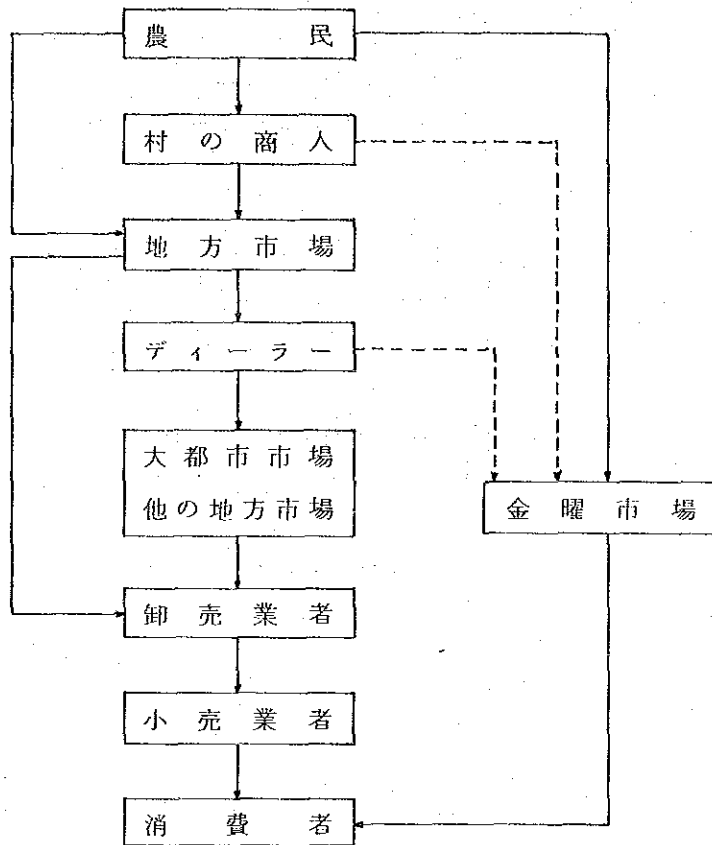 農民
村の商人
地方市場
ディーラー
大都市市場
他の地方市場
金曜市場
卸売業者
小売業者
消費者